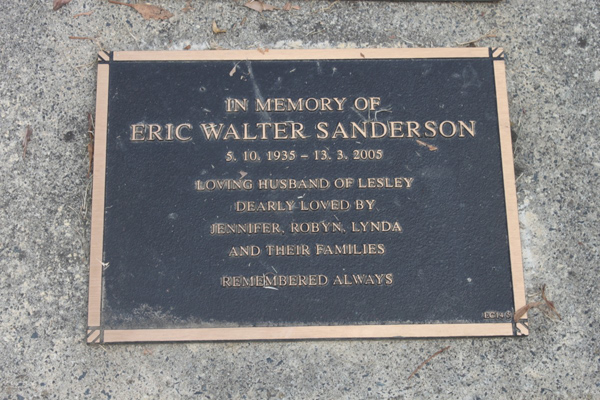 IN MEMORY OF
ERIC WALTER SANDERSON
5. 10. 1935 – 13. 3. 2005
LOVING HUSBAND OF LESLEY
DEARLY LOVED BY
JENNIFER, ROBYN, LYNDA
AND THEIR FAMILIES
REMEMBERED ALWAYS